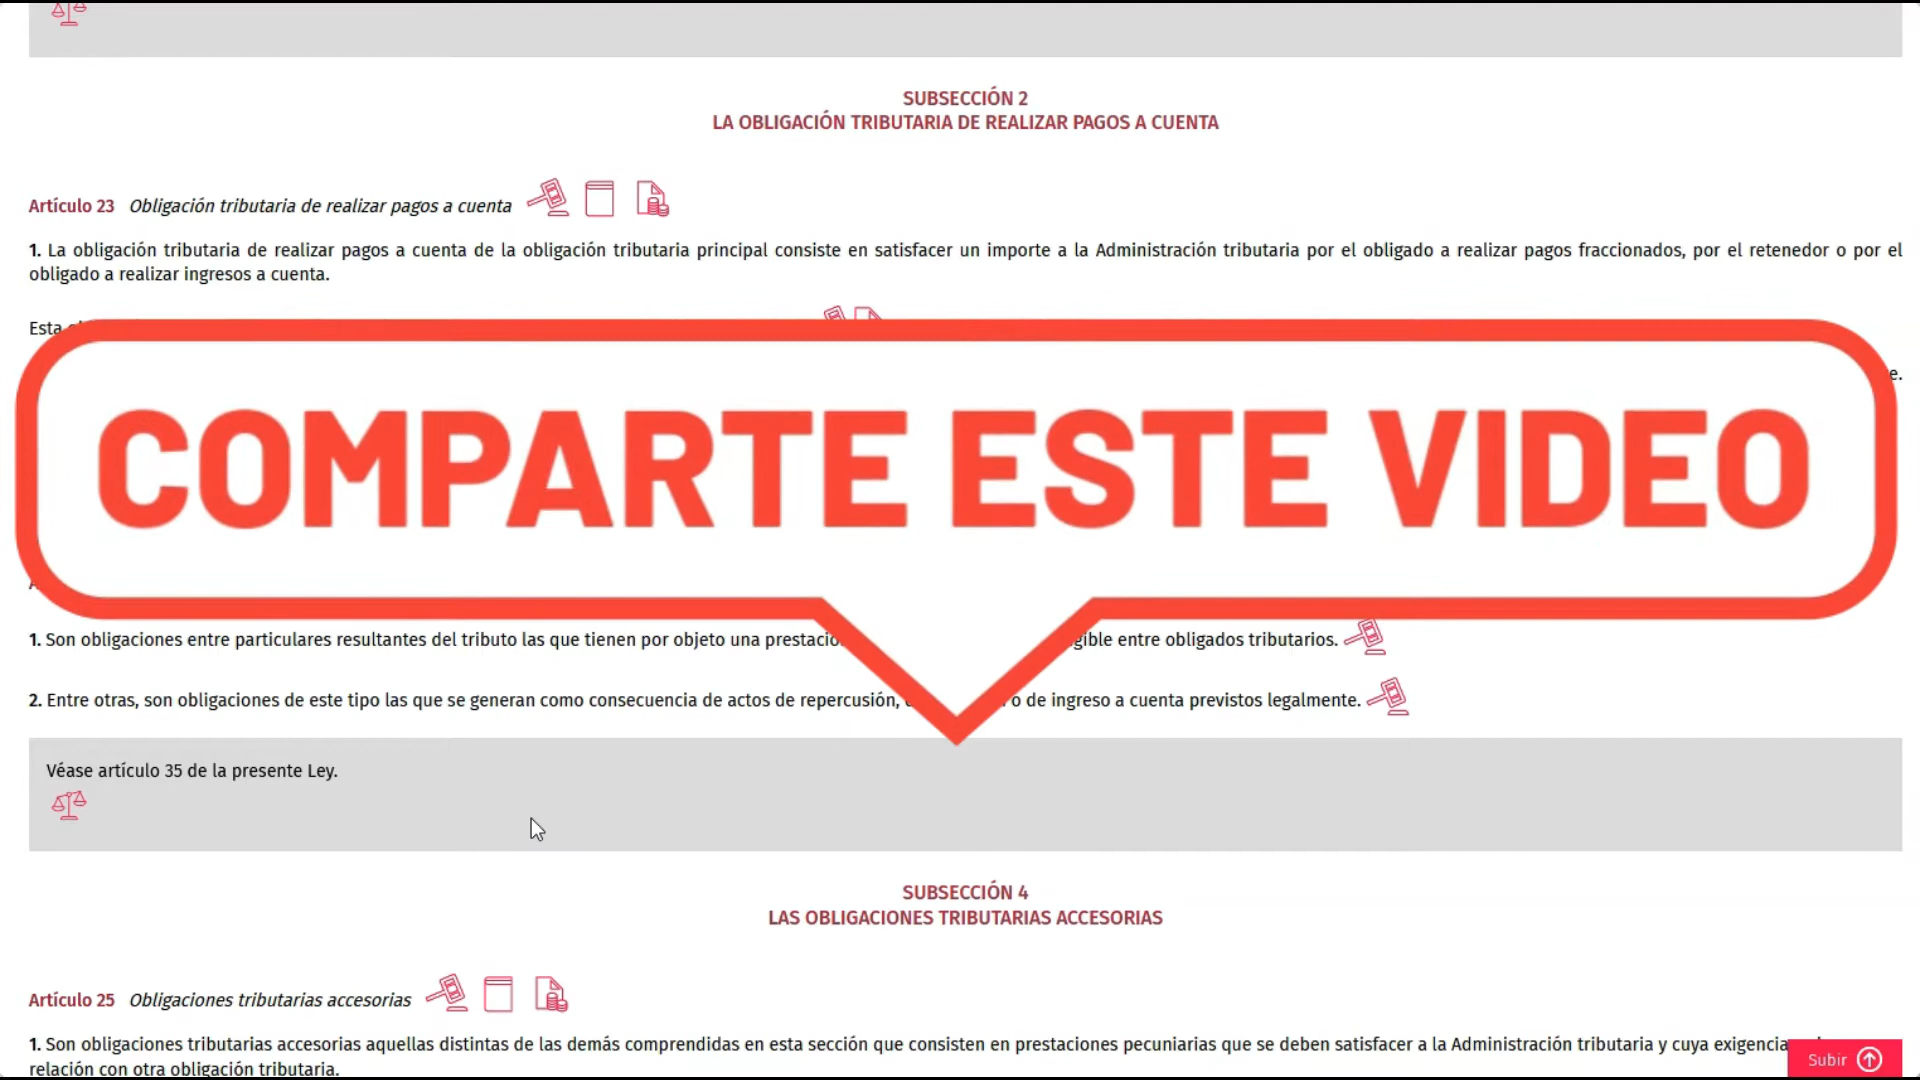 SUBSECCIÓN 2
LA OBLIGACIÓN TRIBUTARIA DE REALIZAR PAGOS A CUENTA
Artículo 23 Obligación tributaria de realizar pagos a cuenta
1. La obligación tributaria de realizar pagos a cuenta de la obligación tributaria principal consiste en satisfacer un importe a la Administración tributaria por el obligado a realizar pagos fraccionados, por el retenedor o por el
obligado a realizar ingresos a cuenta.
Esta
e.
COMPARTE ESTE VIDEO
1. Son obligaciones entre particulares resultantes del tributo las que tienen por objeto una gible entre obligados tributarios.
2. Entre otras, son obligaciones de este tipo las que se generan como consecuencia de actos de repercusión, o de ingreso a cuenta previstos legalmente.
Véase artículo 35 de la presente Ley.
SUBSECCIÓN 4
LAS OBLIGACIONES TRIBUTARIAS ACCESORIAS
Artículo 25 Obligaciones tributarias accesorias
1. Son obligaciones tributarias accesorias aquellas distintas de las demás comprendidas en esta sección que consisten en prestaciones pecuniarias que se deben satisfacer a la Administración tributaria y cuya exigencia
relación con otra obligación tributaria.
Subir